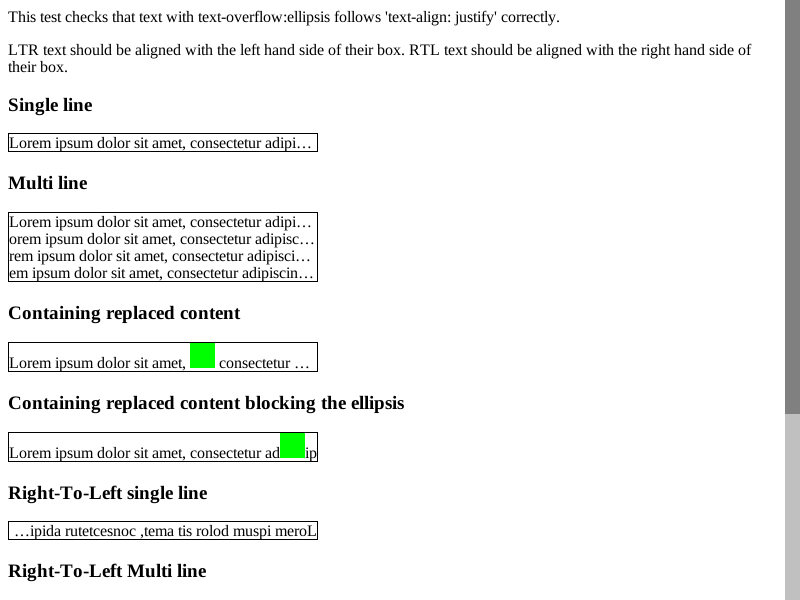 This test checks that text with text-overflow:ellipsis follows 'text-align: justify' correctly.
LTR text should be aligned with the left hand side of their box. RTL text should be aligned with the right hand side of
their box.
Single line
Lorem ipsum dolor sit amet, consectetur adipi…
Multi line
Lorem ipsum dolor sit amet, consectetur adipi…
orem ipsum dolor sit amet, consectetur adipisc…
rem ipsum dolor sit amet, consectetur adipisci…
em ipsum dolor sit amet, consectetur adipiscin…
Containing replaced content
Lorem ipsum dolor sit amet, consectetur …
Containing replaced content blocking the ellipsis
Lorem ipsum dolor sit amet, consectetur ad ip
Right-To-Left single line
…ipida rutetcesnoc ,tema tis rolod muspi meroL
Right-To-Left Multi line